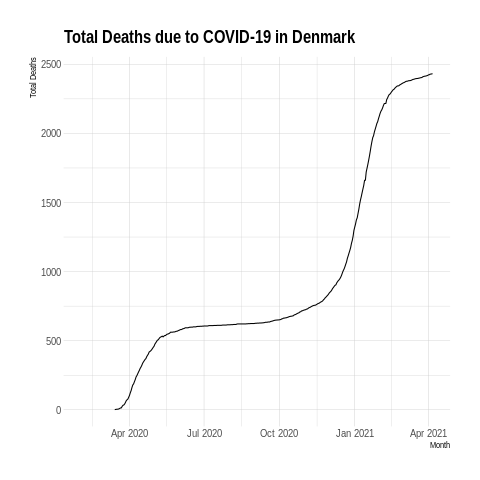 Total Deaths due to COVID-19 in Denmark
Total Deaths
2500
2000
1500
1000
500
0
Apr 2020
Jul 2020
Oct 2020
Jan 2021
Apr 2021
Month